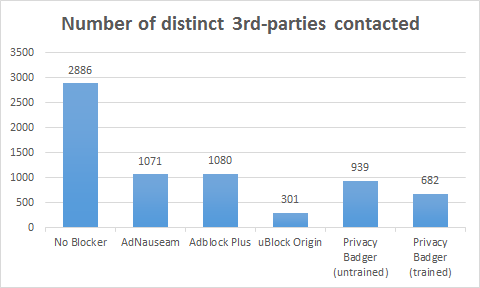 Number of distinct 3rd-parties contacted
3500
3000
2500
2000
1500
1000
500
0
2886
1071
1080
301
939
682
No Blocker
AdNauseam
Adblock Plus
uBlock Origin
Privacy
Badger
(untrained)
Privacy
Badger
(trained)